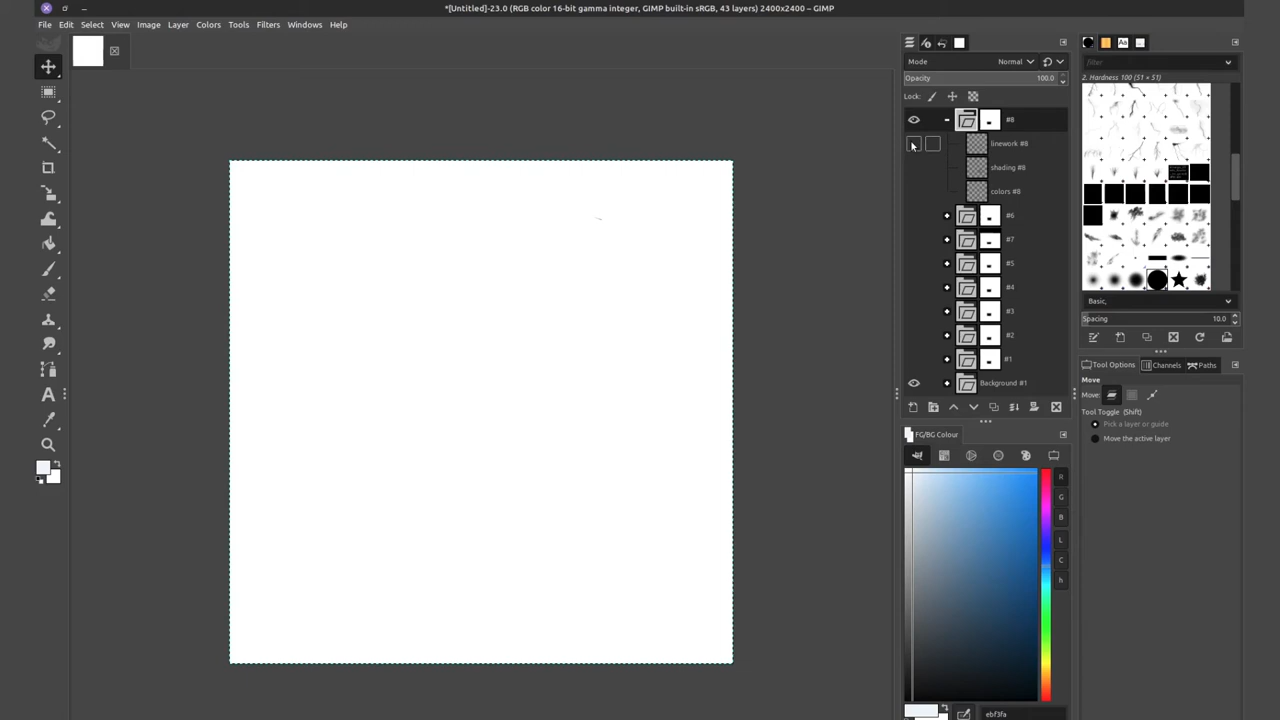 *[Untitled]-23.0 (RGB color 16-bit gamma integer, GIMP built-in sRGB, 43 layers) 2400x2400 – GIMP
File Edit Select View Image Layer Colors Tools Filters Windows Help
Mode Normal
Opacity 100.0
Lock:
#8
linework #8
shading #8
colors #8
#6
#7
#5
#4
#3
#2
#1
Background #1
FG/BG Colour
R
G
B
L
C
h
ebf3fa
Aa
filter
2. Hardness 100 (51 × 51)
Basic,
Spacing 10.0
Tool Options Channels Paths
Move
Move:
Tool Toggle (Shift)
Pick a layer or guide
Move the active layer